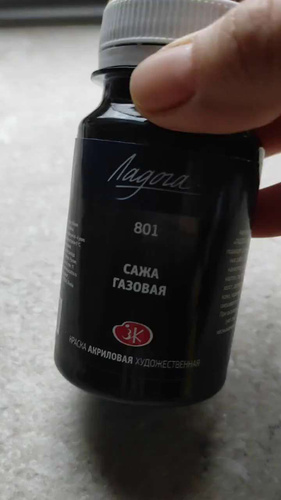 Ладога
801
САЖА
ГАЗОВАЯ
ЗК
КРАСКА АКРИЛОВАЯ ХУДОЖЕСТВЕННАЯ